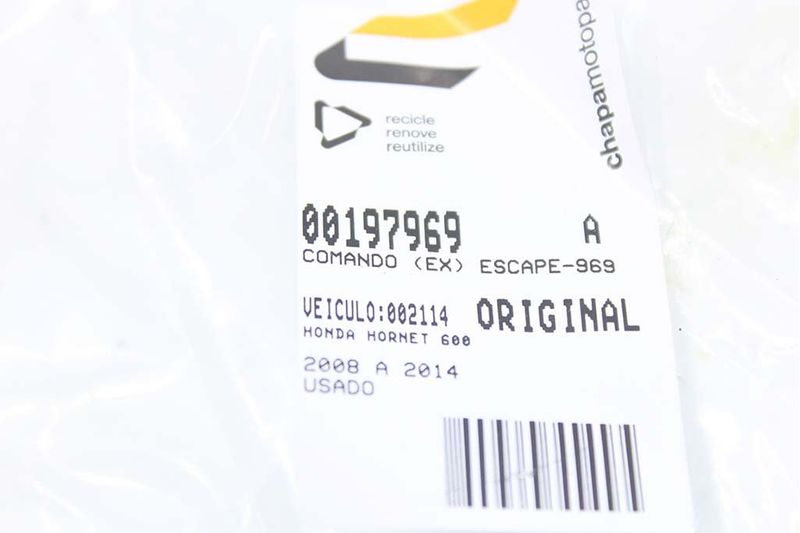 chapamotopa
recicle
renove
reutilize
00197969 A
COMANDO (EX) ESCAPE-969
VEICULO:002114 ORIGINAL
HONDA HORNET 600
2008 A 2014
USADO